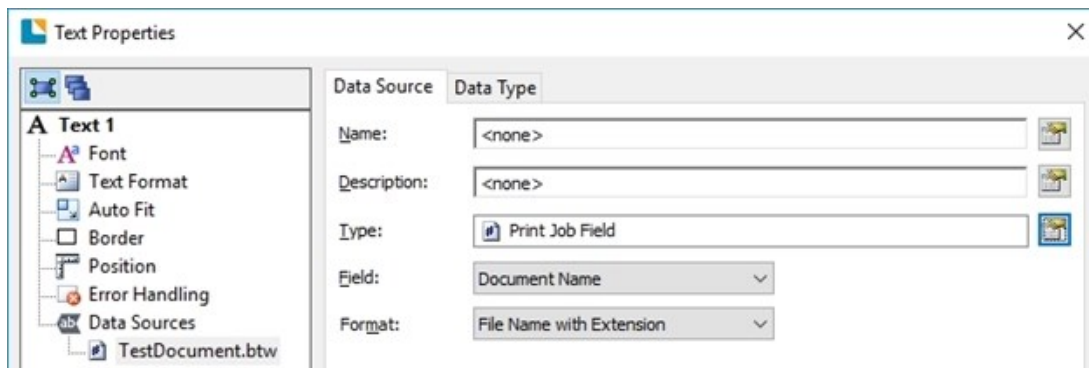 Text Properties
Data Source
Data Type
A Text 1
Font
Text Format
Auto Fit
Border
Position
Error Handling
Data Sources
TestDocument.btw
Name:
<none>
Description:
<none>
Type:
Print Job Field
Field:
Document Name
Format:
File Name with Extension